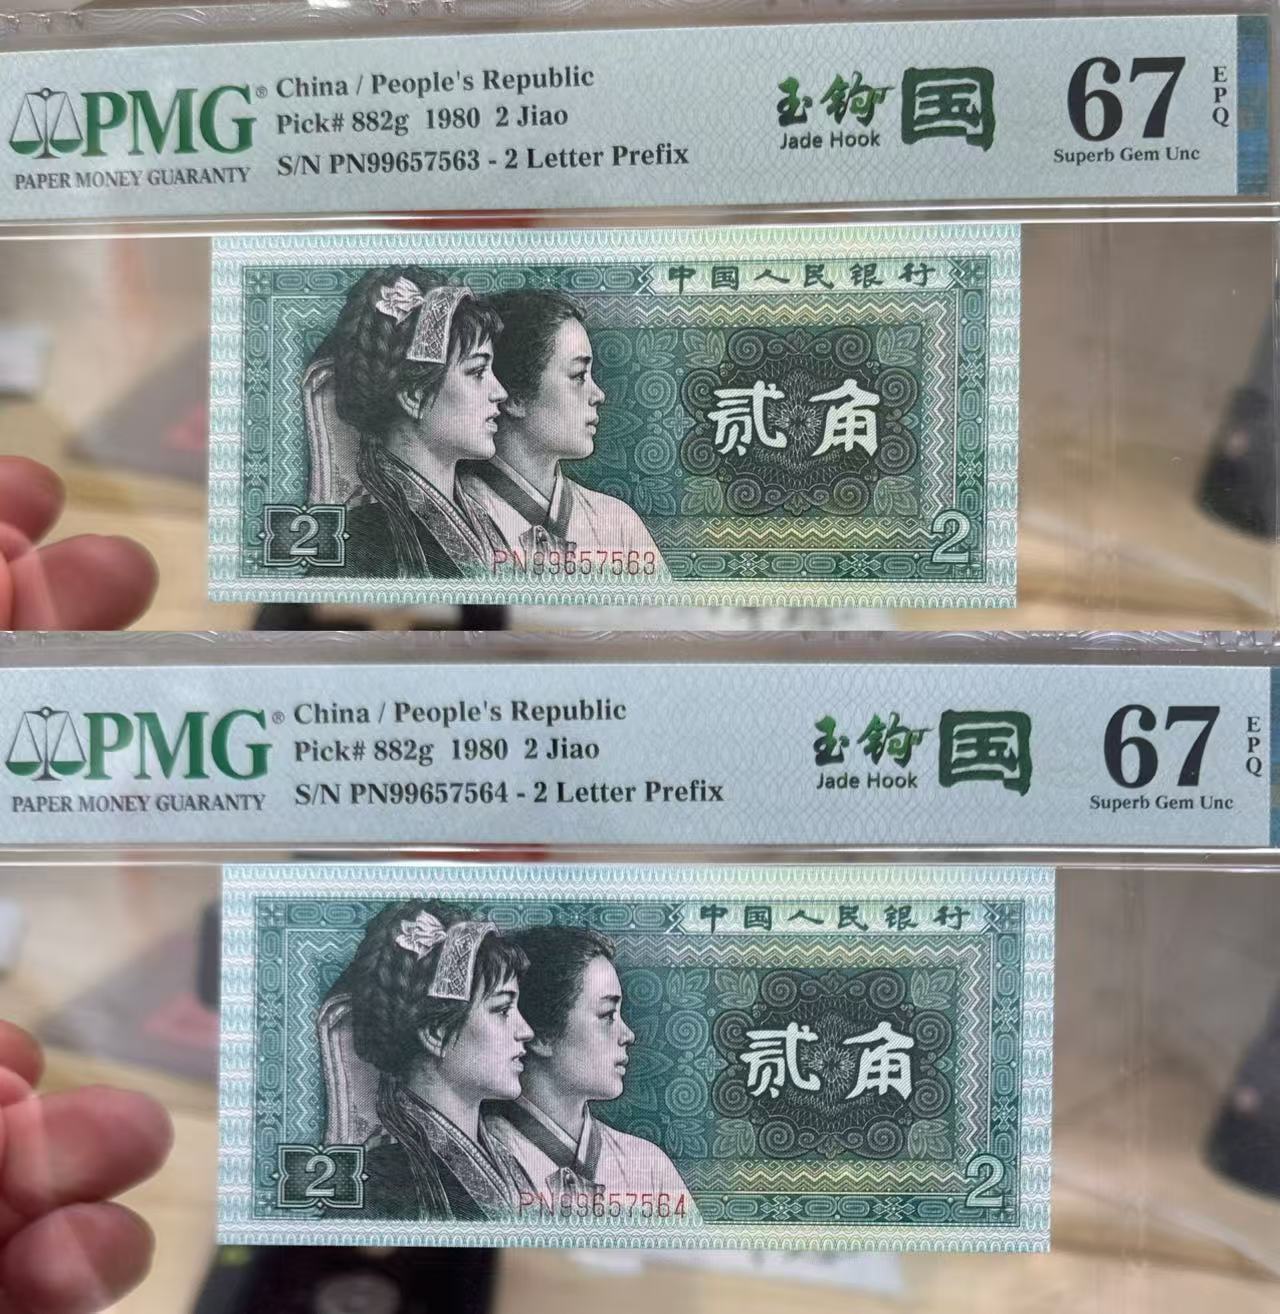 PMG®
PAPER MONEY GUARANTY
China / People's Republic
Pick# 882g 1980 2 Jiao
S/N PN99657563 - 2 Letter Prefix
玉钩 国
Jade Hook
67 EPQ
Superb Gem Unc
中国人民银行
贰角
2
PN99657563
2
PMG®
PAPER MONEY GUARANTY
China / People's Republic
Pick# 882g 1980 2 Jiao
S/N PN99657564 - 2 Letter Prefix
玉钩 国
Jade Hook
67 EPQ
Superb Gem Unc
中国人民银行
贰角
2
PN99657564
2